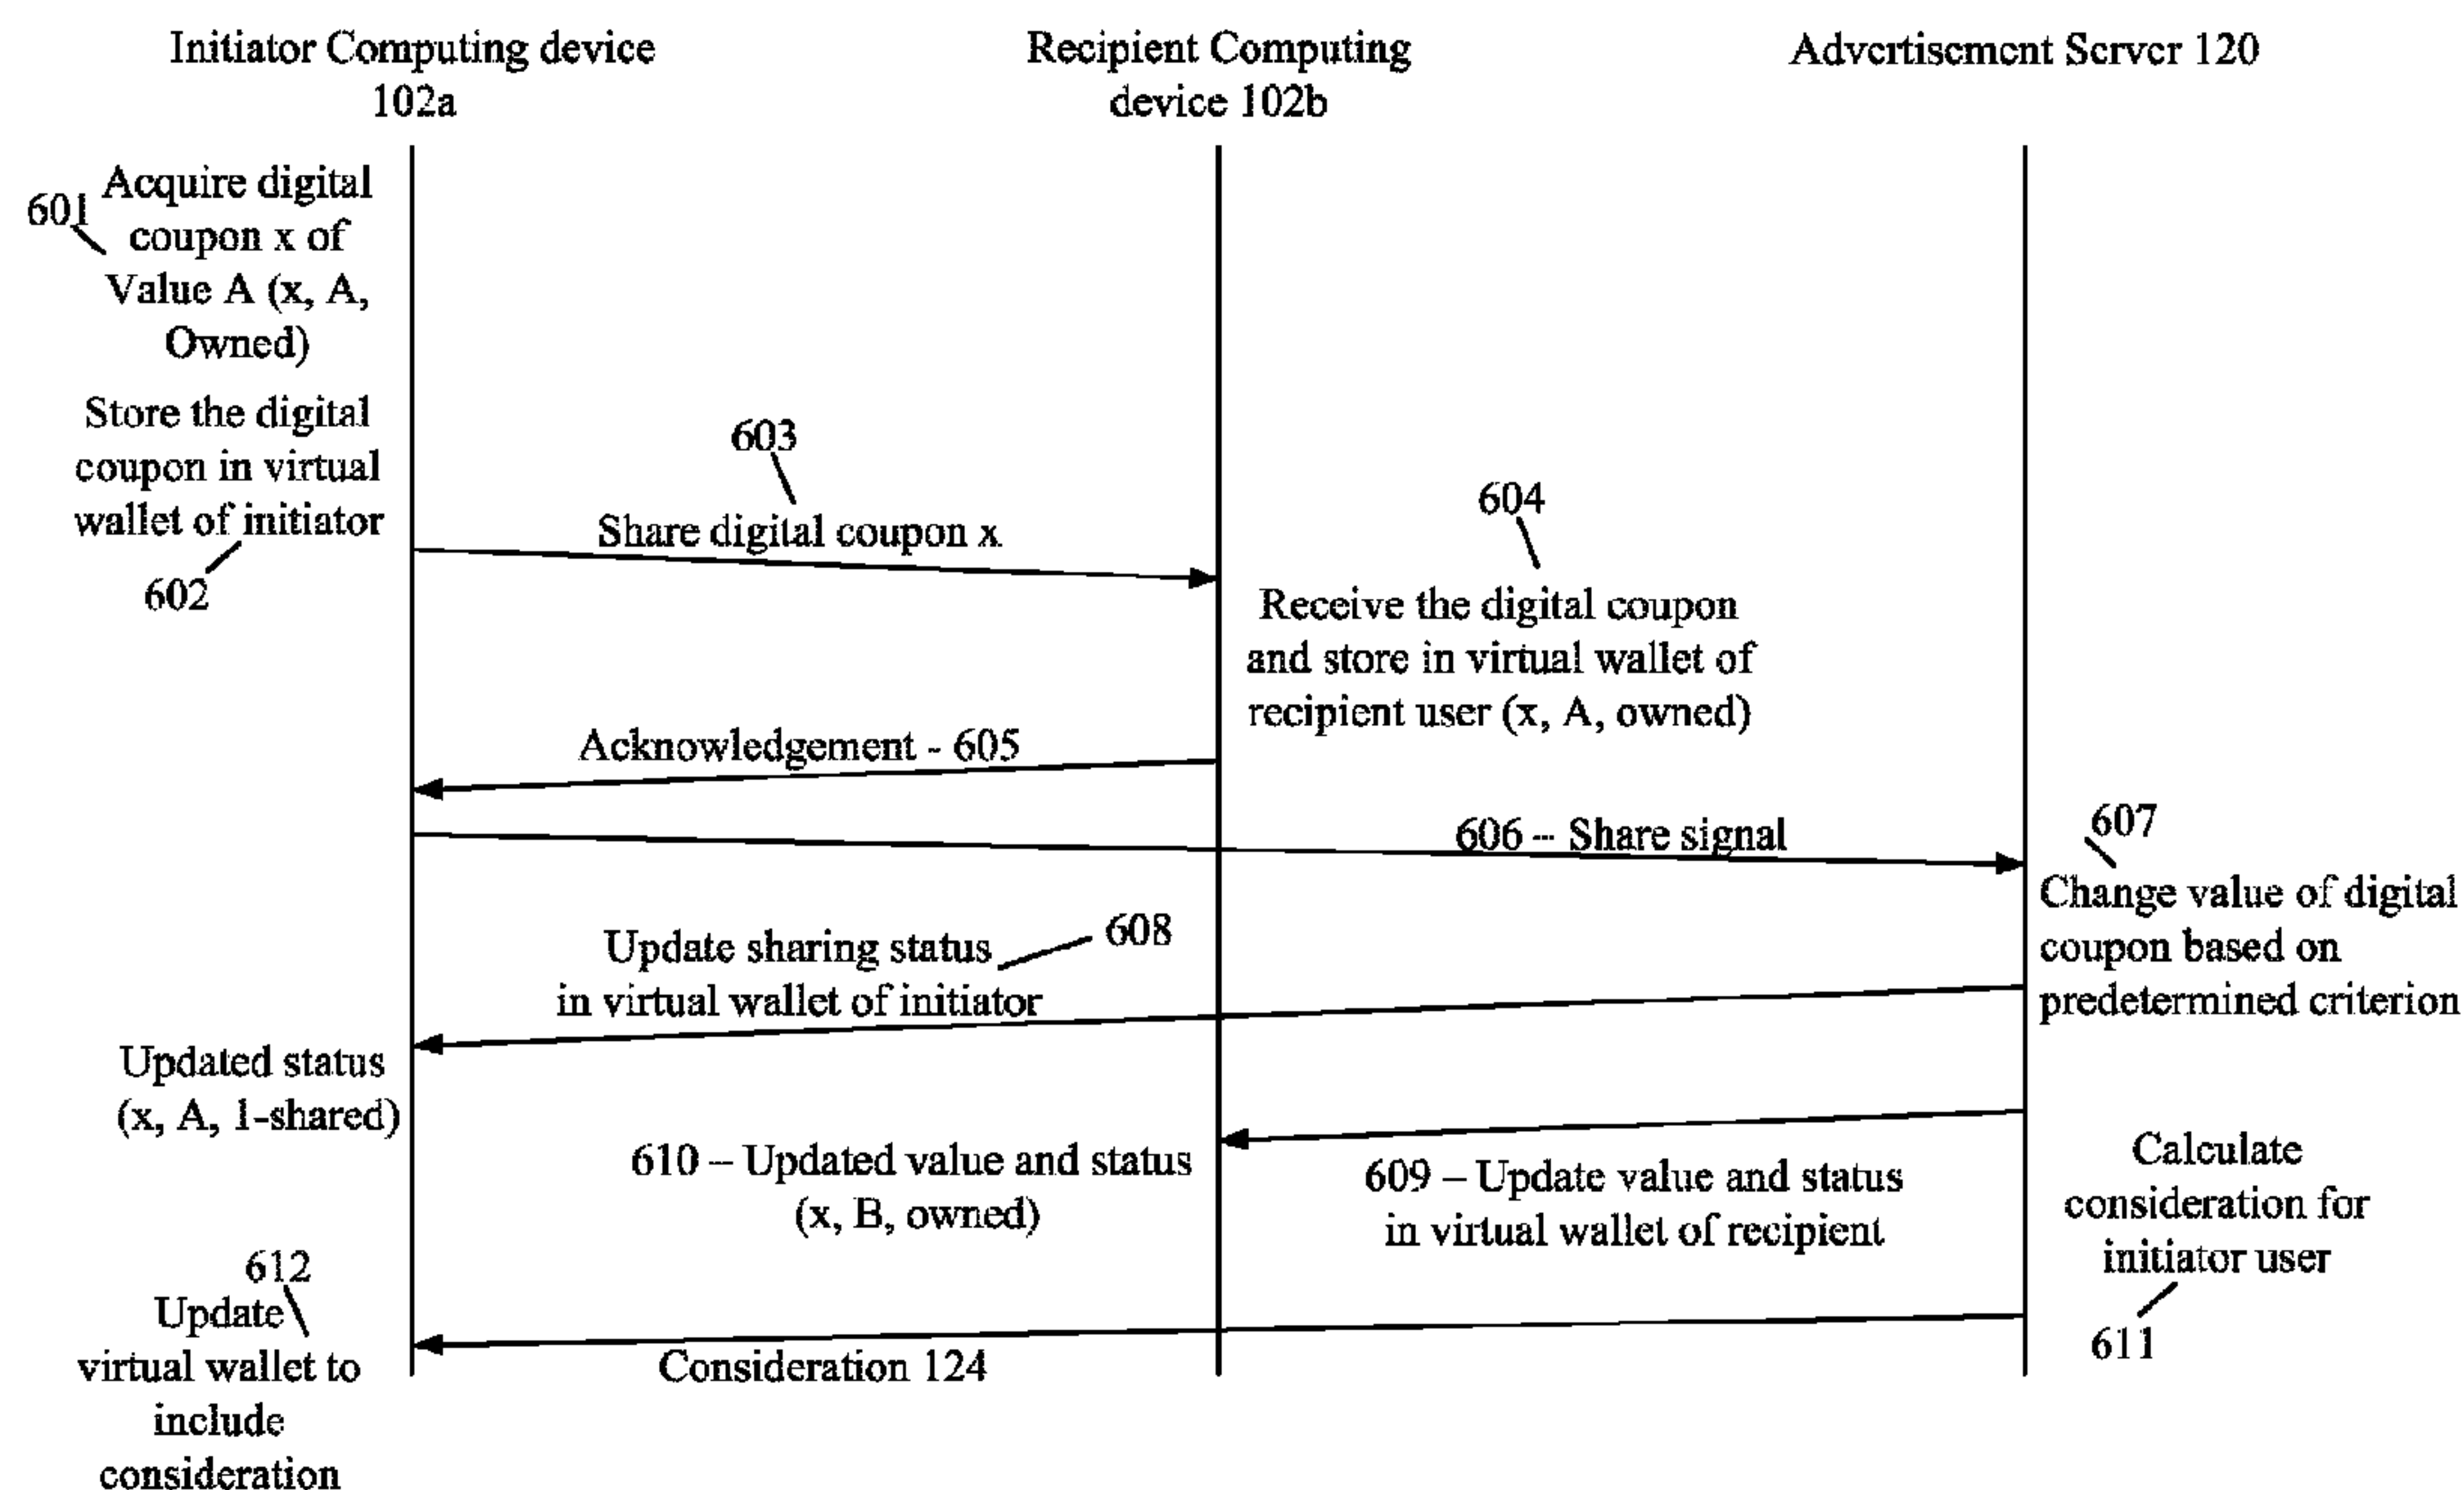 Initiator Computing device
102a
Recipient Computing
device 102b
Advertisement Server 120
601
Acquire digital
coupon x of
Value A (x, A,
Owned)
Store the digital
coupon in virtual
wallet of initiator
602
603
Share digital coupon x
604
Receive the digital coupon
and store in virtual wallet of
recipient user (x, A, owned)
Acknowledgement - 605
606 – Share signal
607
Change value of digital
coupon based on
predetermined criterion
608
Update sharing status
in virtual wallet of initiator
Updated status
(x, A, 1-shared)
610 – Updated value and status
(x, B, owned)
609 – Update value and status
in virtual wallet of recipient
Calculate
consideration for
initiator user
611
612
Update
virtual wallet to
include
consideration
Consideration 124